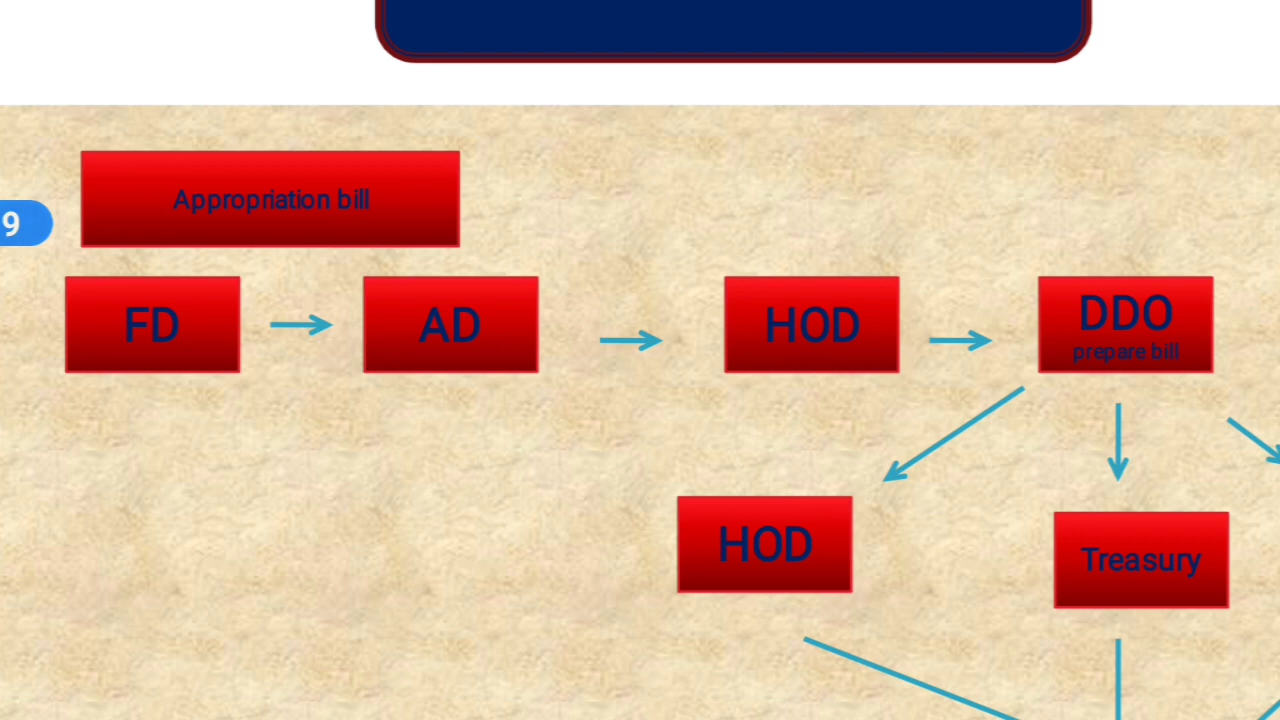 Appropriation bill
9
FD
AD
HOD
DDO
prepare bill
HOD
Treasury